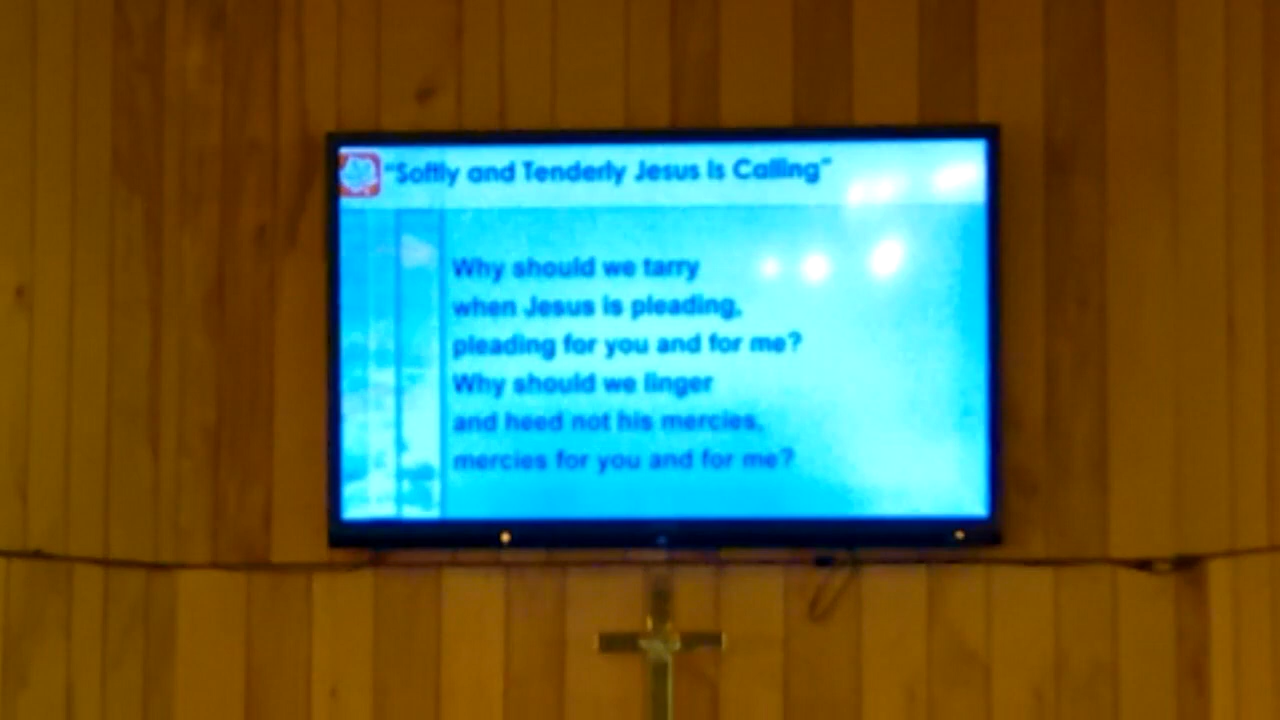 "Softly and Tenderly Jesus Is Calling"
Why should we tarry
when Jesus is pleading,
pleading for you and for me?
Why should we linger
and heed not his mercies,
mercies for you and for me?